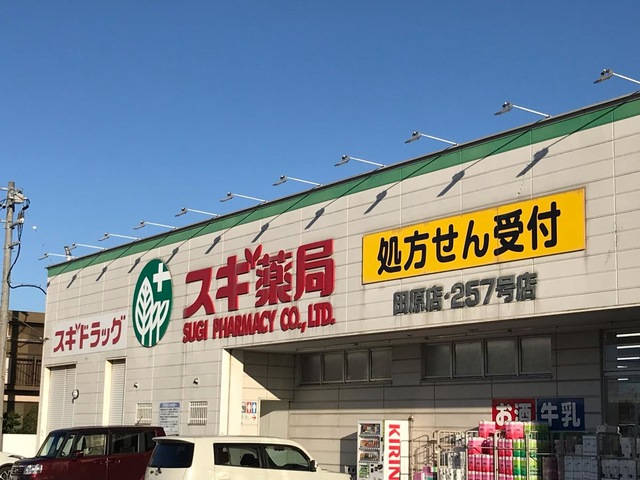 スギドラッグ
スギ薬局
SUGI PHARMACY CO.,LTD.
処方せん受付
田原店・257号店
お酒
牛乳
KIRIN